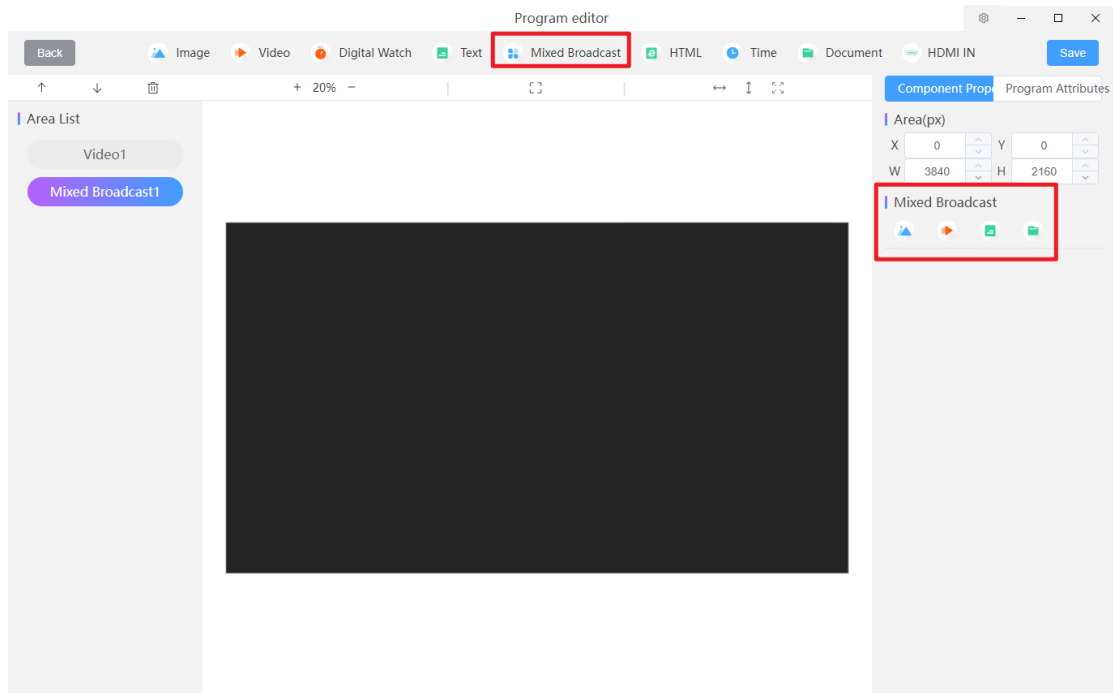 Program editor
Back Image Video Digital Watch Text Mixed Broadcast HTML Time Document HDMI IN Save
+ 20% −
Component Prope Program Attributes
Area List
Area(px)
Video1
X 0 Y 0
W 3840 H 2160
Mixed Broadcast1
Mixed Broadcast